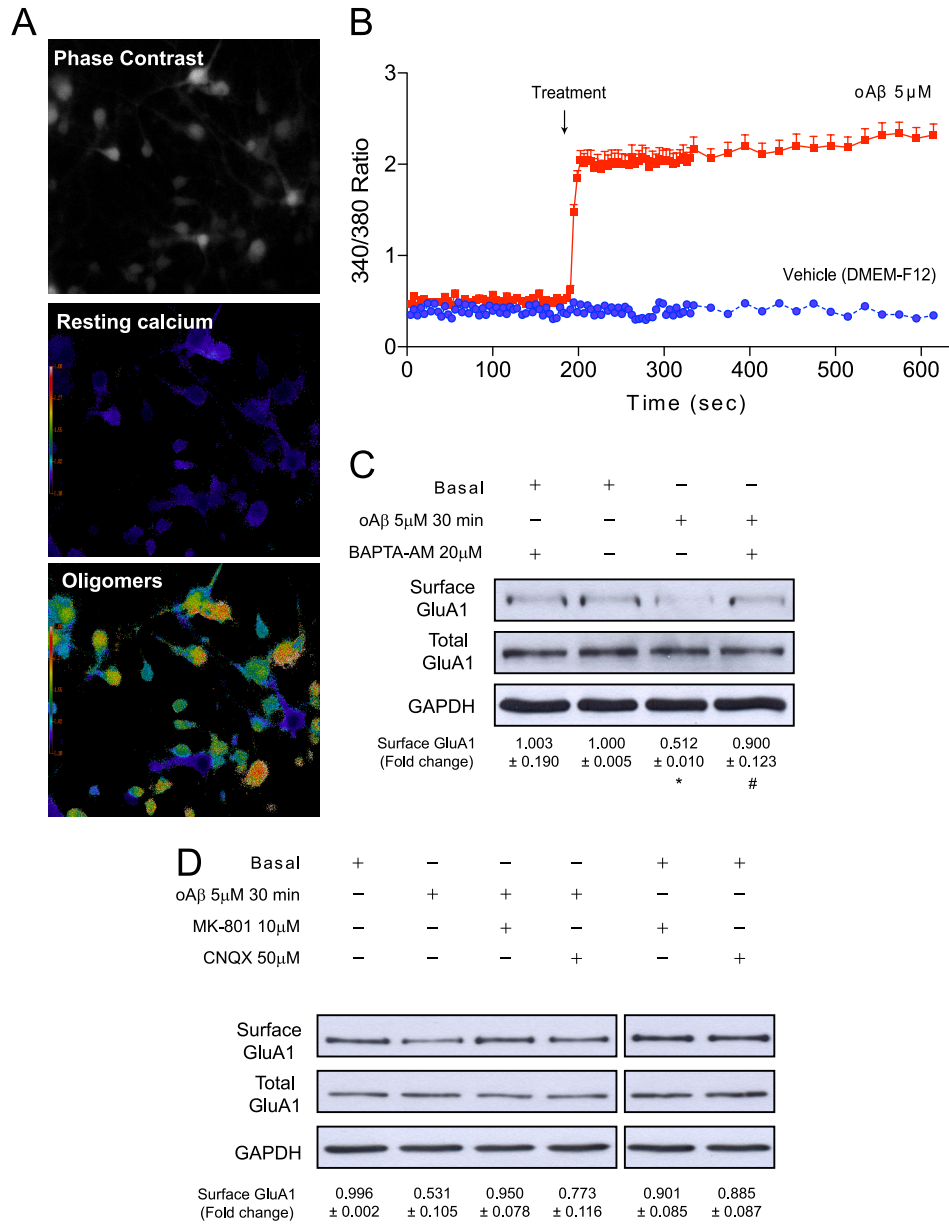 A
Phase Contrast
Resting calcium
Oligomers
B
3
2
1
0
340/380 Ratio
Treatment
oAβ 5 µM
Vehicle (DMEM-F12)
0 100 200 300 400 500 600
Time (sec)
C
Basal + + – –
oAβ 5µM 30 min – – + +
BAPTA-AM 20µM + – – +
Surface
GluA1
Total
GluA1
GAPDH
Surface GluA1 1.003 1.000 0.512 0.900
(Fold change) ± 0.190 ± 0.005 ± 0.010 ± 0.123
* #
D
Basal + – – – + +
oAβ 5µM 30 min – + + + – –
MK-801 10µM – – + – + –
CNQX 50µM – – – + – +
Surface
GluA1
Total
GluA1
GAPDH
Surface GluA1 0.996 0.531 0.950 0.773 0.901 0.885
(Fold change) ± 0.002 ± 0.105 ± 0.078 ± 0.116 ± 0.085 ± 0.087